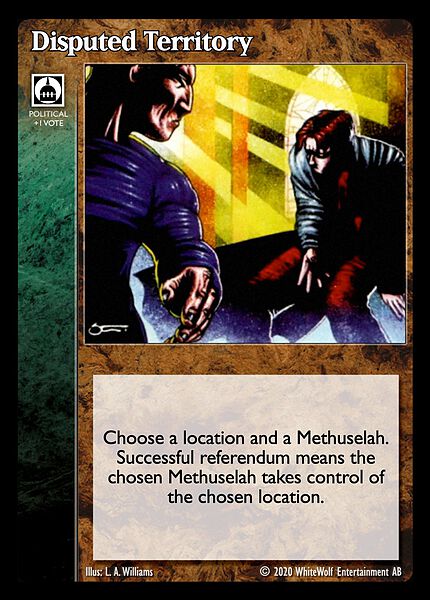 Disputed Territory
POLITICAL
+1 VOTE
Choose a location and a Methuselah.
Successful referendum means the
chosen Methuselah takes control of
the chosen location.
Illus: L. A. Williams
© 2020 WhiteWolf Entertainment AB